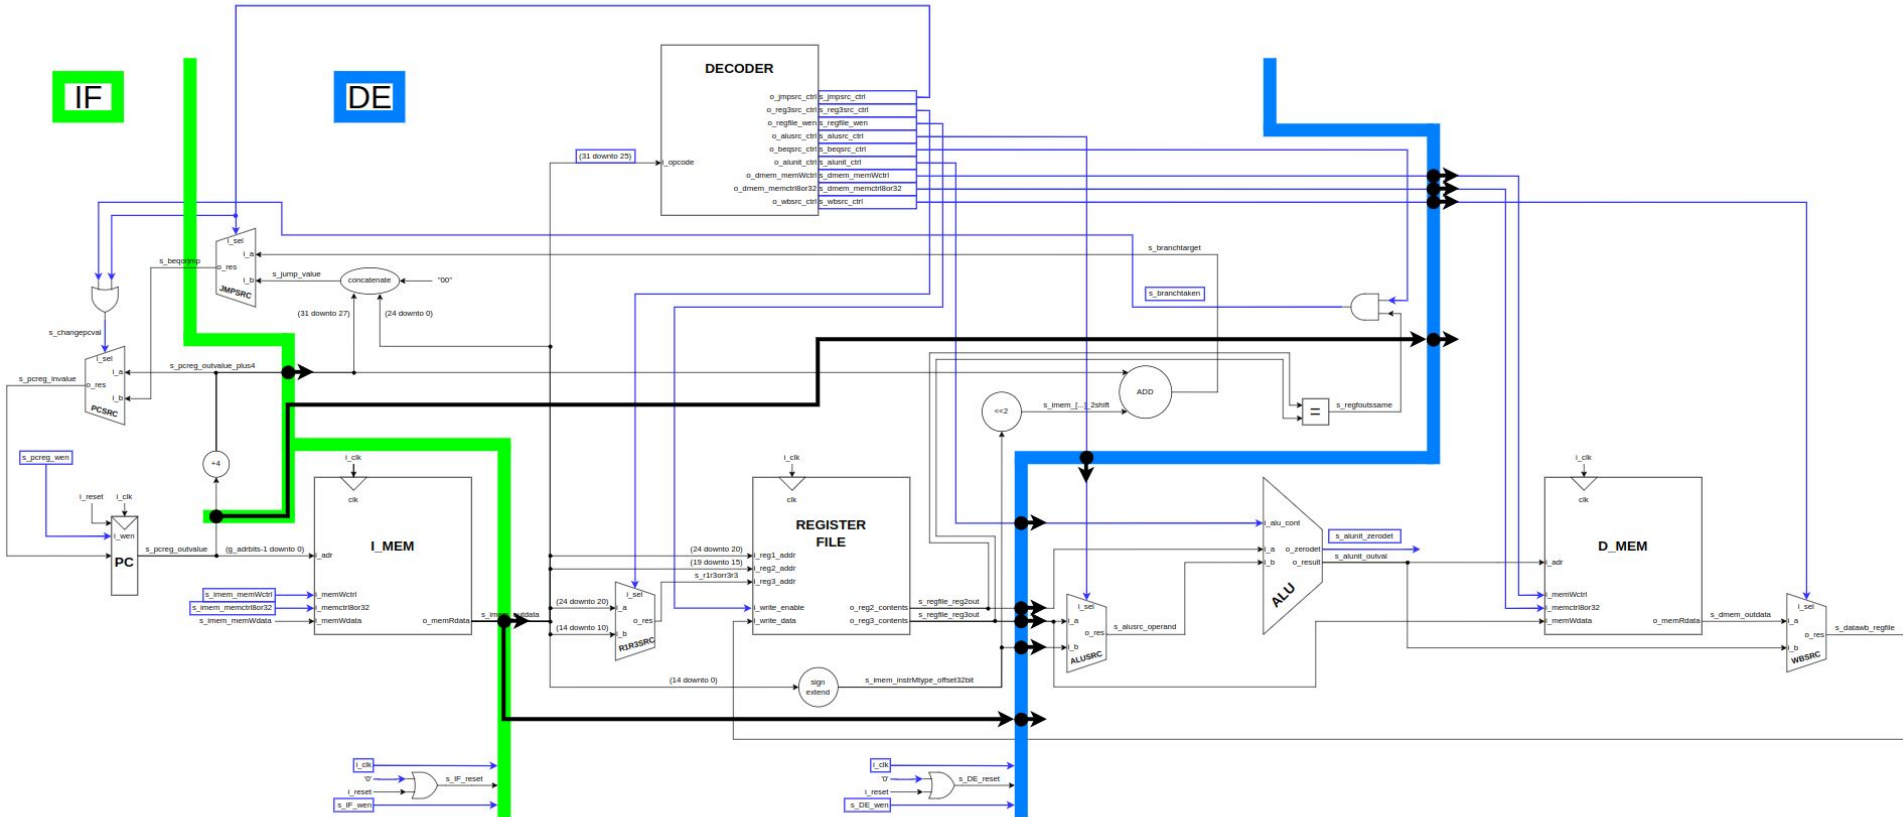 IF
DE
DECODER
o_jmpsrc_ctrl s_jmpsrc_ctrl
o_reg3src_ctrl s_reg3src_ctrl
o_regfile_wen s_regfile_wen
o_alusrc_ctrl s_alusrc_ctrl
o_beqsrc_ctrl s_beqsrc_ctrl
(31 downto 25)
i_opcode
o_alunit_ctrl s_alunit_ctrl
o_dmem_memWctrl s_dmem_memWctrl
o_dmem_memctrl8or32 s_dmem_memctrl8or32
o_wbsrc_ctrl s_wbsrc_ctrl
i_sel
i_a
s_branchtarget
s_beqorjmp
o_res
s_jump_value
concatenate
"00"
i_b
JMPSRC
s_branchtaken
(31 downto 27)
(24 downto 0)
s_changepcval
i_sel
s_pcreg_outvalue_plus4
i_a
s_pcreg_invalue
o_res
i_b
PCSRC
ADD
<<2
s_imem_[...]_2shift
=
s_regfoutssame
s_pcreg_wen
+4
i_clk
i_clk
i_clk
i_reset
i_clk
clk
clk
clk
i_wen
PC
s_pcreg_outvalue
(g_adrbits-1 downto 0)
i_adr
I_MEM
s_imem_memWctrl
i_memWctrl
s_imem_memctrl8or32
i_memctrl8or32
s_imem_memWdata
i_memWdata
o_memRdata
s_imem_outdata
REGISTER
FILE
(24 downto 20)
i_reg1_addr
(19 downto 15)
i_reg2_addr
s_r1r3orr3r3
i_reg3_addr
(24 downto 20)
i_sel
i_a
o_res
(14 downto 10)
i_b
R1R3SRC
i_write_enable
i_write_data
o_reg2_contents
s_regfile_reg2out
o_reg3_contents
s_regfile_reg3out
(14 downto 0)
sign
extend
s_imem_instrMtype_offset32bit
i_sel
i_a
o_res
s_alusrc_operand
i_b
ALUSRC
i_alu_cont
i_a
i_b
o_zerodet
o_result
ALU
s_alunit_zerodet
s_alunit_outval
D_MEM
i_adr
i_memWctrl
i_memctrl8or32
i_memWdata
o_memRdata
s_dmem_outdata
i_sel
i_a
o_res
i_b
WBSRC
s_datawb_regfile
i_clk
'0'
i_reset
s_IF_reset
s_IF_wen
i_clk
'0'
i_reset
s_DE_reset
s_DE_wen